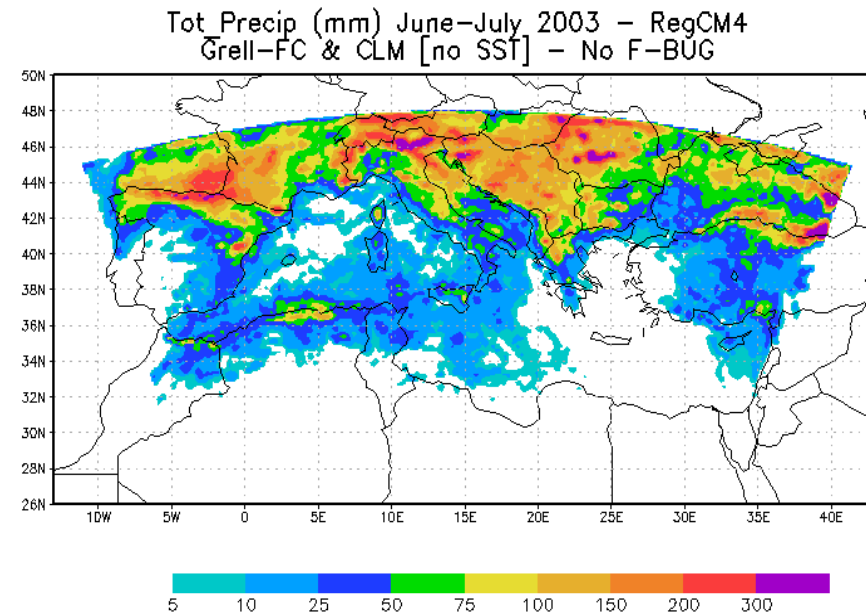 Tot_Precip (mm) June-July 2003 - RegCM4
Grell-FC & CLM [no SST] - No F-BUG
50N
48N
46N
44N
42N
40N
38N
36N
34N
32N
30N
28N
26N
10W 5W 0 5E 10E 15E 20E 25E 30E 35E 40E
5 10 25 50 75 100 150 200 300